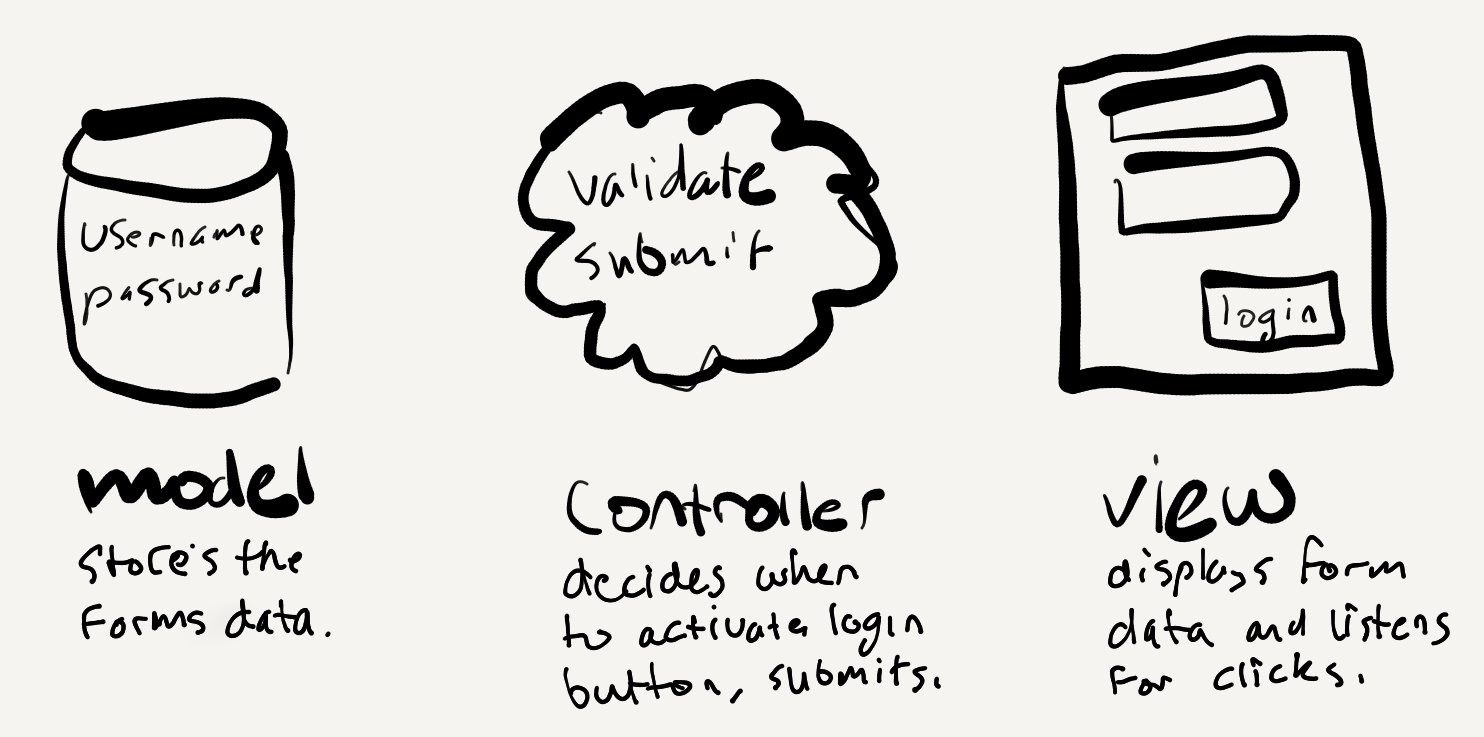 username
password
validate
submit
login
model
Store's the
Forms data.
Controller
decides when
to activate login
button, submits.
view
displays form
data and listens
For clicks.